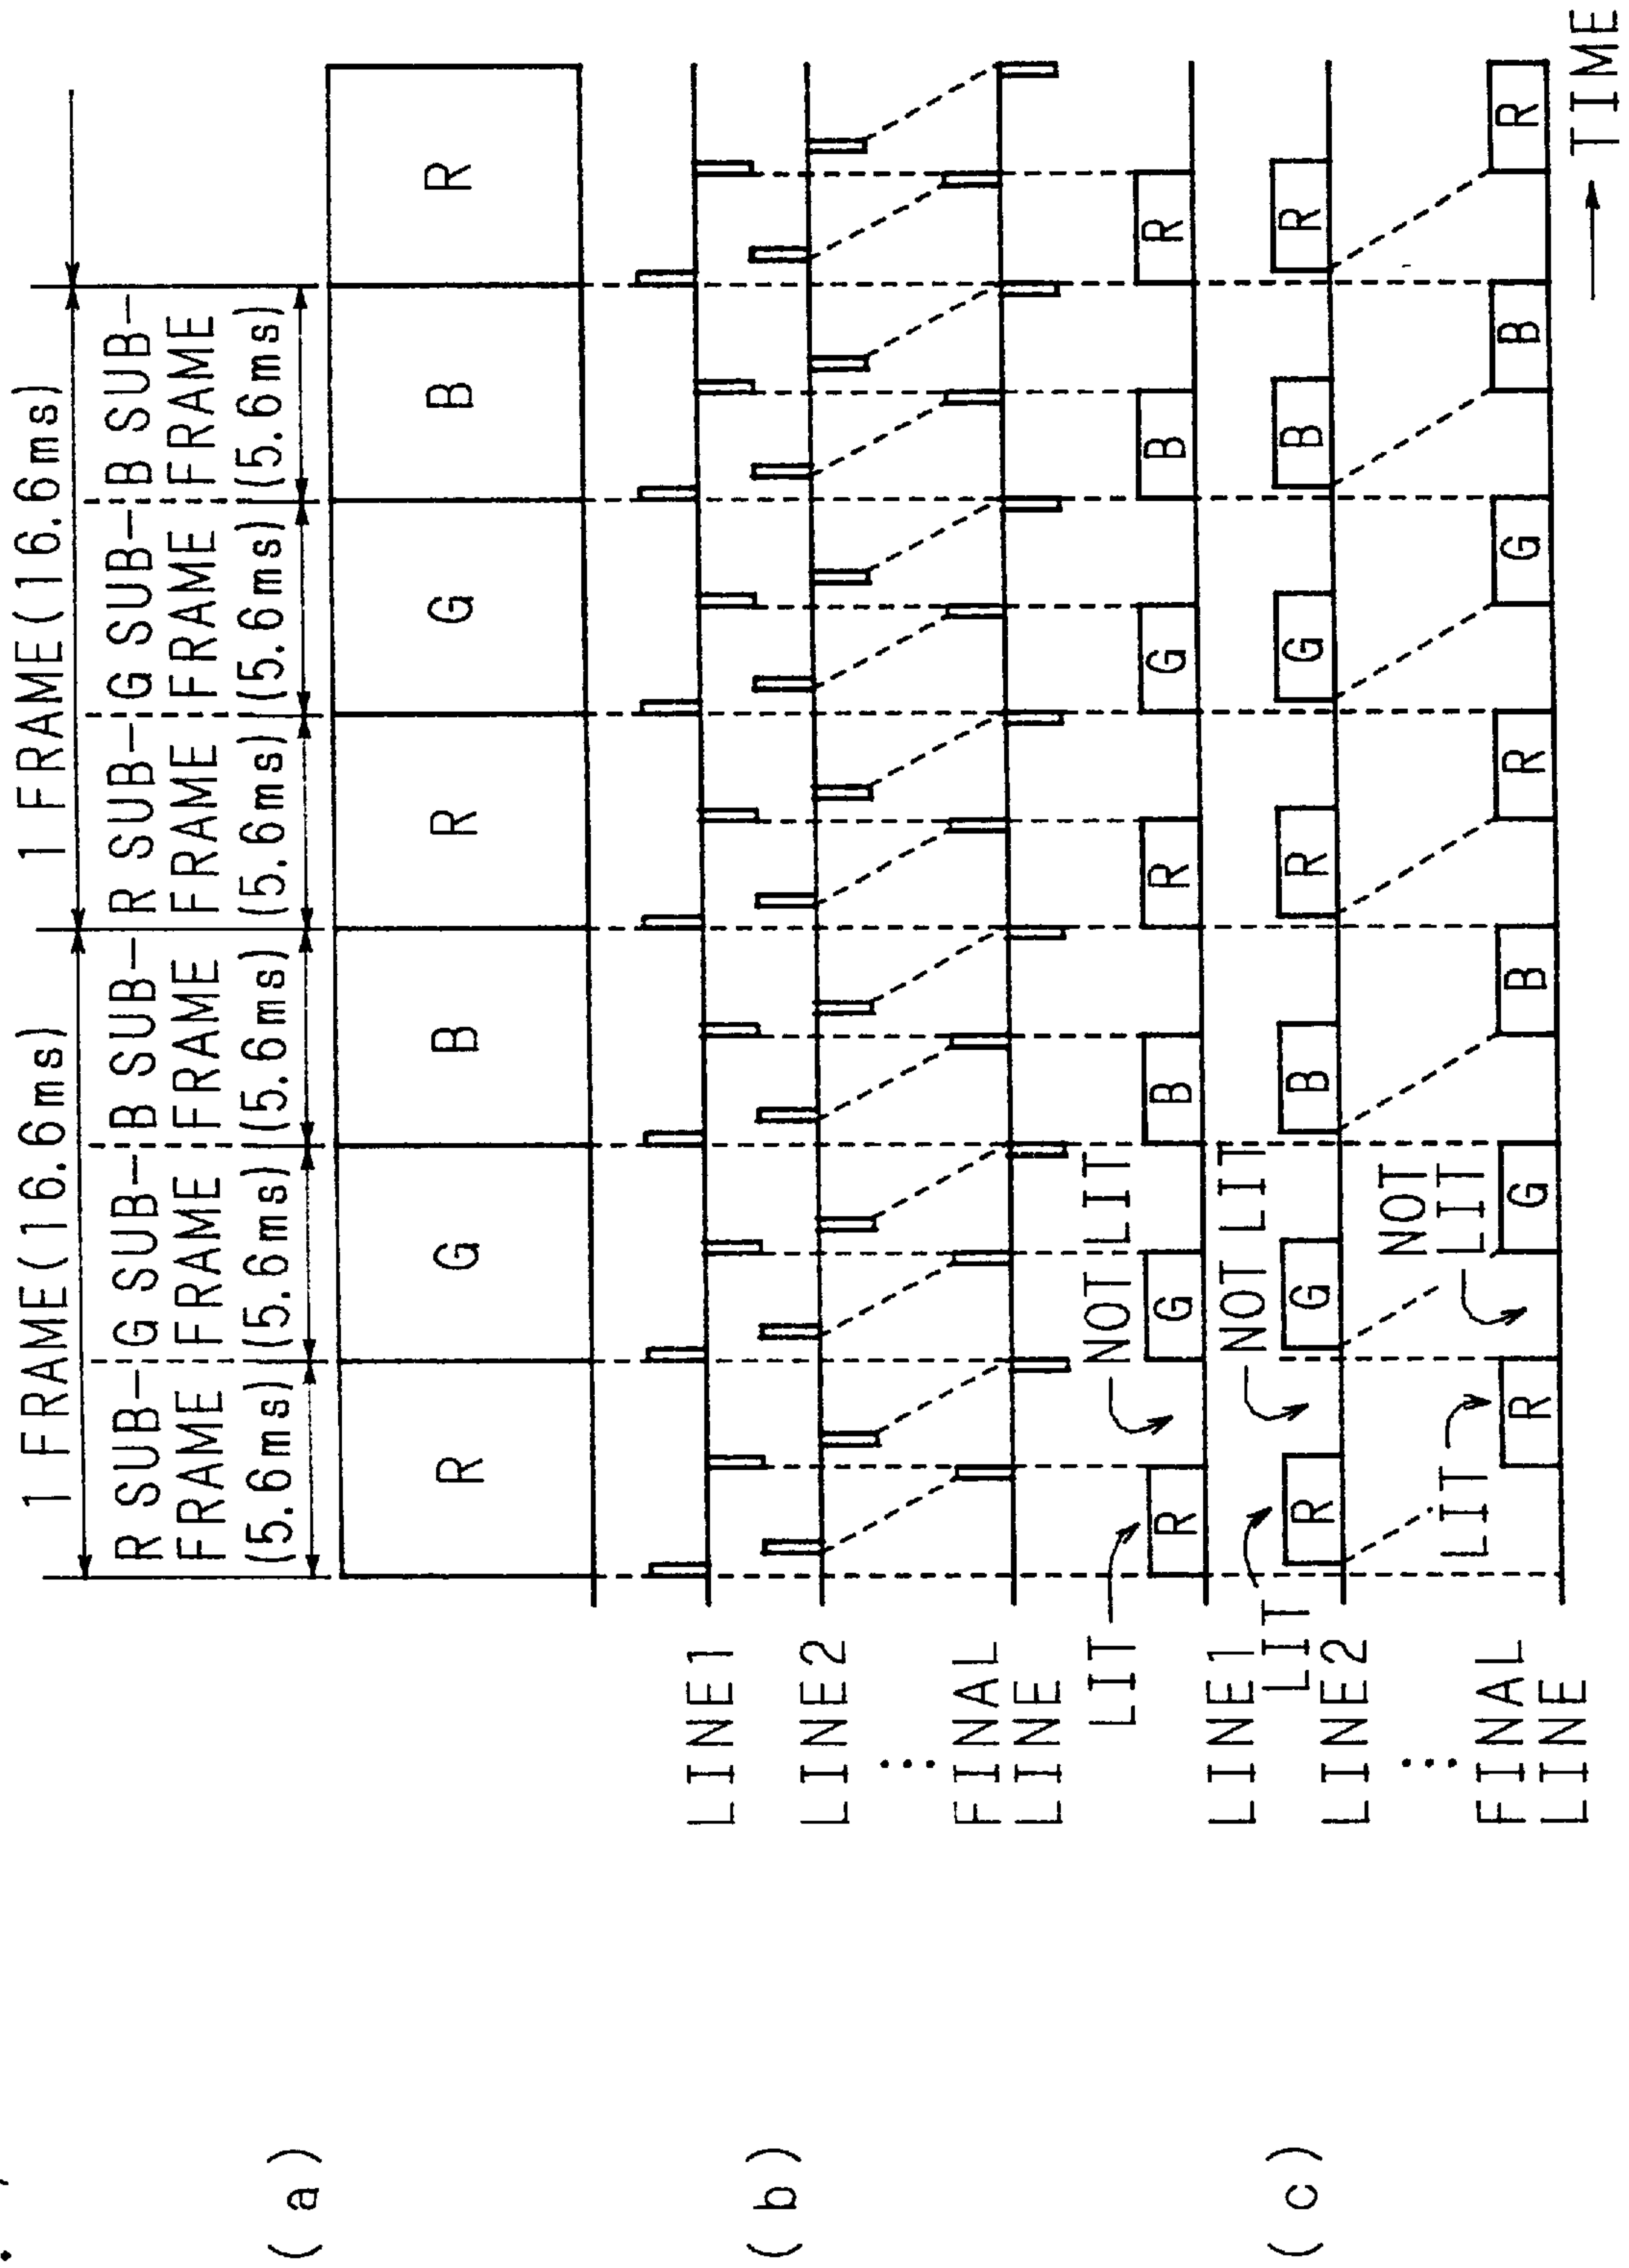 1 FRAME(16.6ms)
1 FRAME(16.6ms)
R SUB-
FRAME
(5.6ms)
G SUB-
FRAME
(5.6ms)
B SUB-
FRAME
(5.6ms)
R SUB-
FRAME
(5.6ms)
G SUB-
FRAME
(5.6ms)
B SUB-
FRAME
(5.6ms)
(a)
R
G
B
R
G
B
R
(b)
LINE1
LINE2
FINAL
LINE
(c)
LIT
NOT LIT
LINE1
R
G
B
R
G
B
R
LIT
NOT LIT
LINE2
R
G
B
R
G
B
R
LIT
NOT
LIT
FINAL
LINE
R
G
B
R
G
B
R
TIME